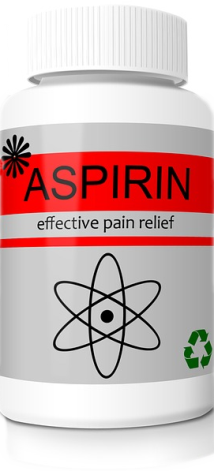 ASPIRIN
effective pain relief